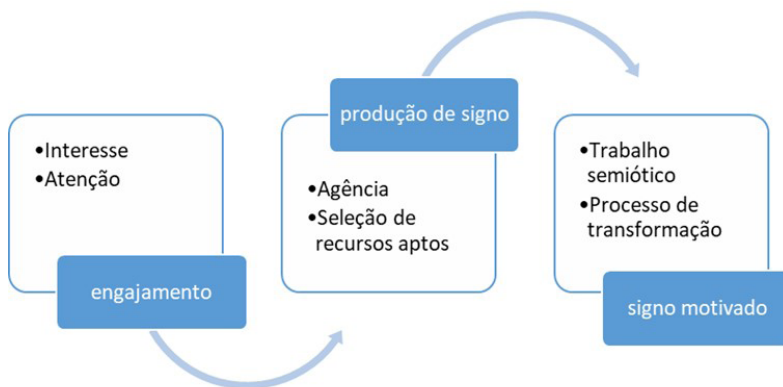 •Interesse
•Atenção
engajamento
produção de signo
•Agência
•Seleção de
recursos aptos
•Trabalho
semiótico
•Processo de
transformação
signo motivado